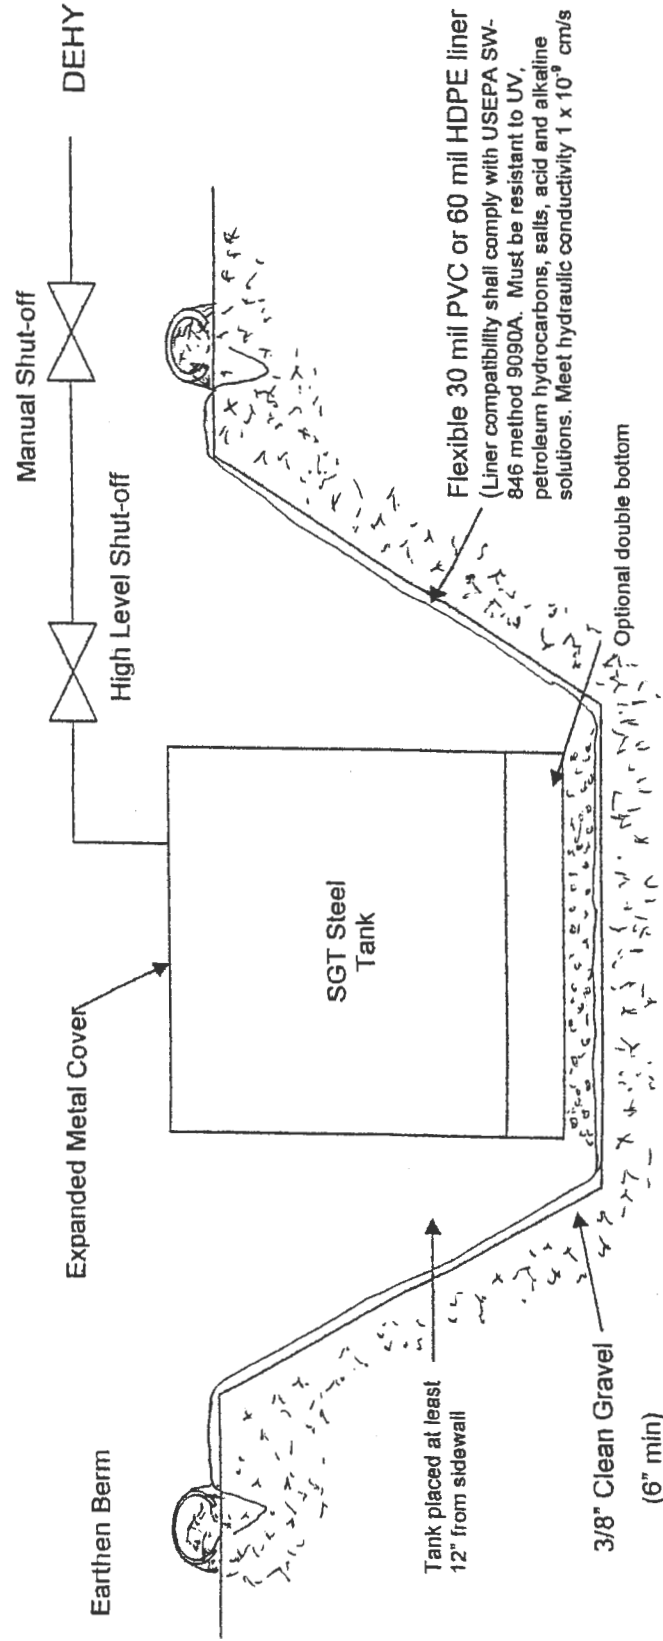 DEHY
Manual Shut-off
High Level Shut-off
Expanded Metal Cover
Earthen Berm
SGT Steel
Tank
Tank placed at least
12" from sidewall
3/8" Clean Gravel
(6" min)
Flexible 30 mil PVC or 60 mil HDPE liner
(Liner compatibility shall comply with USEPA SW-
846 method 9090A. Must be resistant to UV,
petroleum hydrocarbons, salts, acid and alkaline
solutions. Meet hydraulic conductivity 1 x 10⁻⁹ cm/s
Optional double bottom